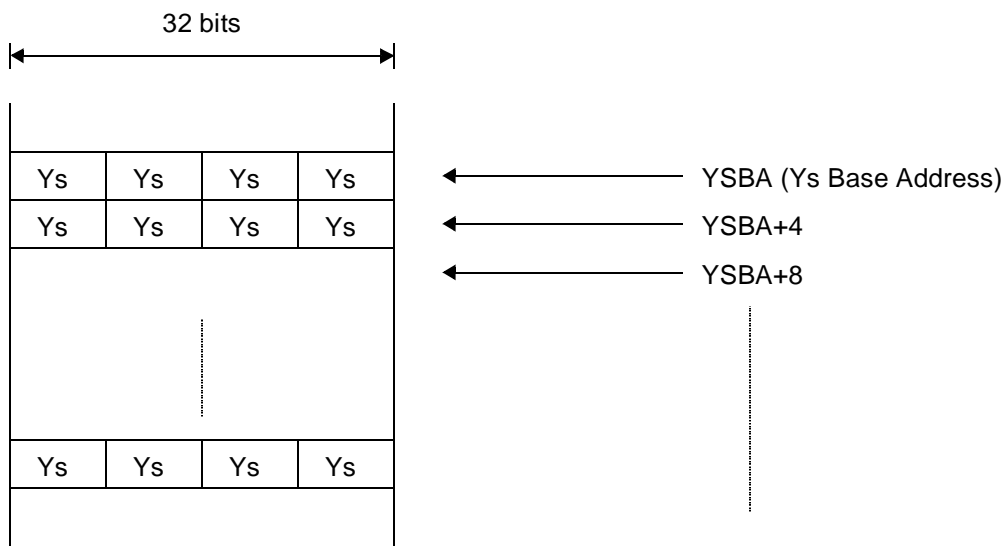 32 bits
Ys Ys Ys Ys YSBA (Ys Base Address)
Ys Ys Ys Ys YSBA+4
YSBA+8
Ys Ys Ys Ys